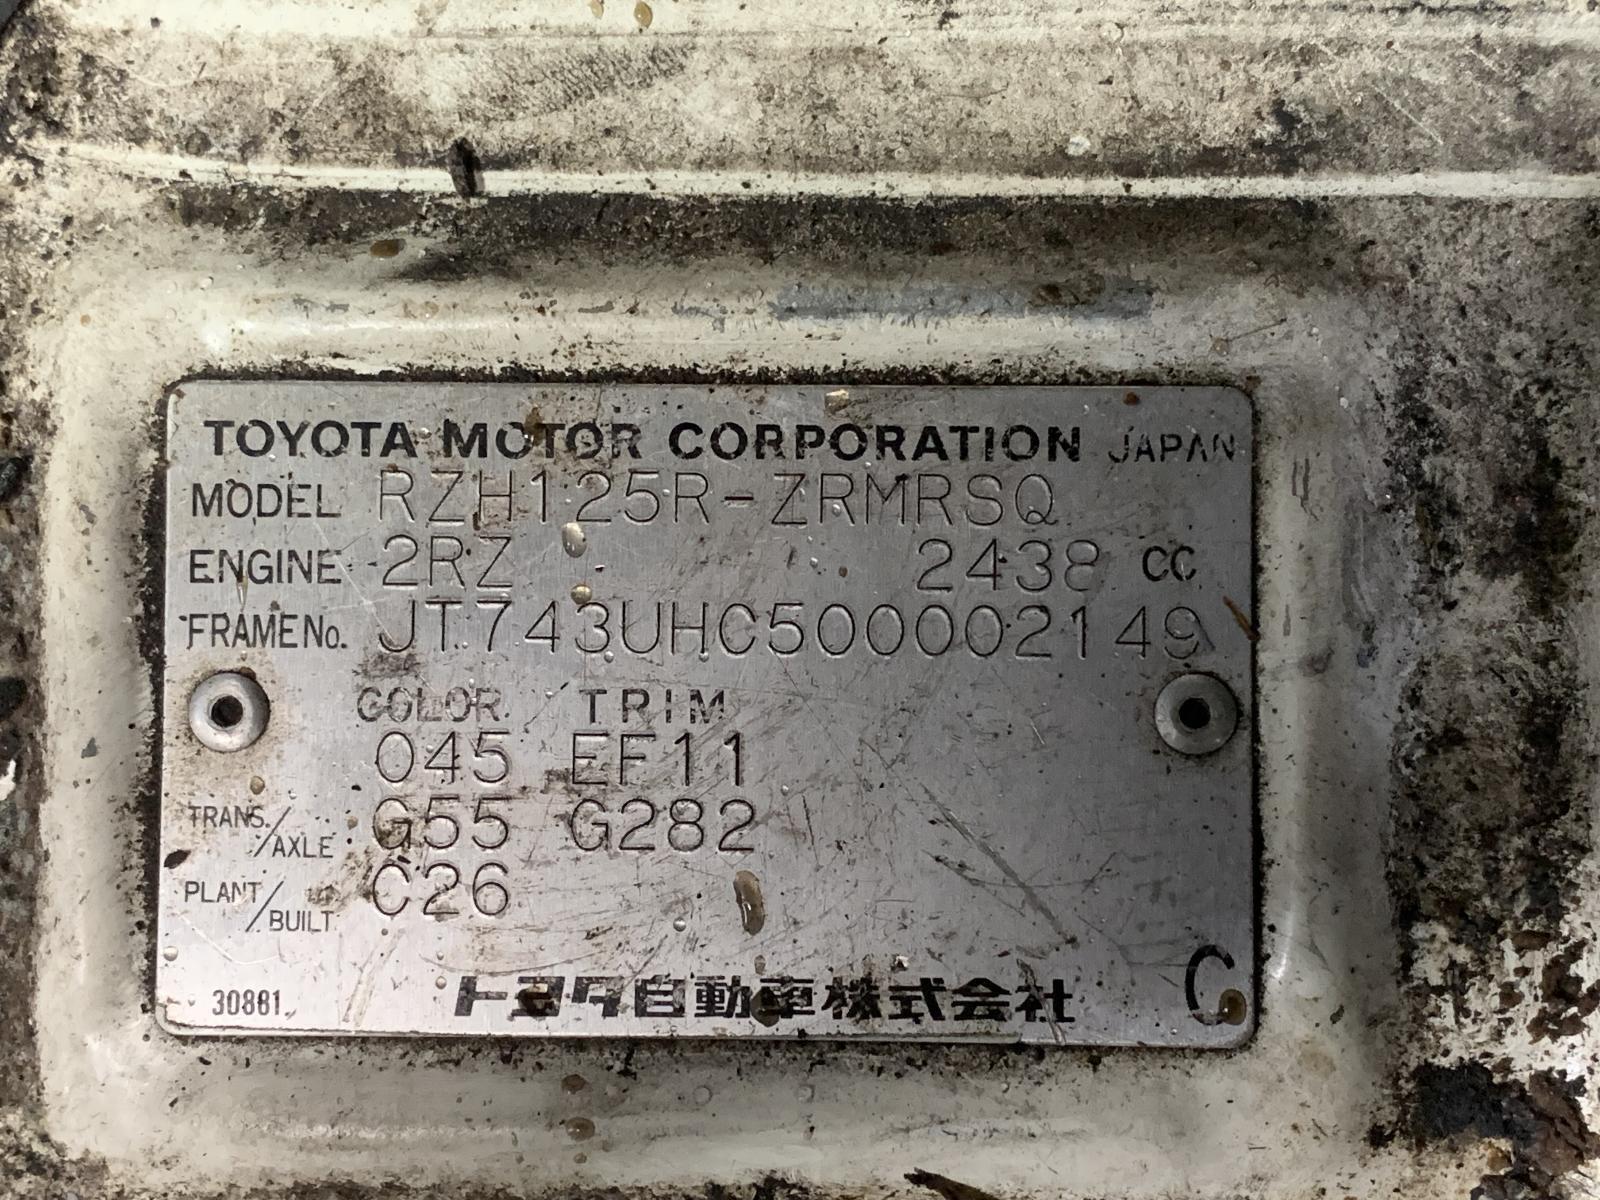 TOYOTA MOTOR CORPORATION JAPAN
MODEL RZH125R-ZRMRSQ
ENGINE 2RZ 2438 CC
FRAME No. JT743UHC500002149
COLOR TRIM
045 EF11
TRANS./AXLE G55 G282
PLANT/BUILT C26
30881
トヨタ自動車株式会社
C